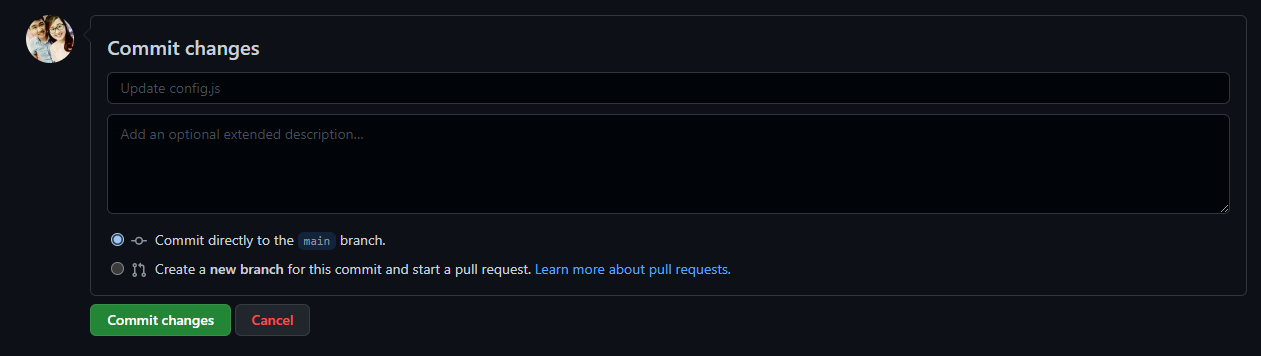 Commit changes
Update config.js
Add an optional extended description...
Commit directly to the main branch.
Create a new branch for this commit and start a pull request. Learn more about pull requests.
Commit changes Cancel